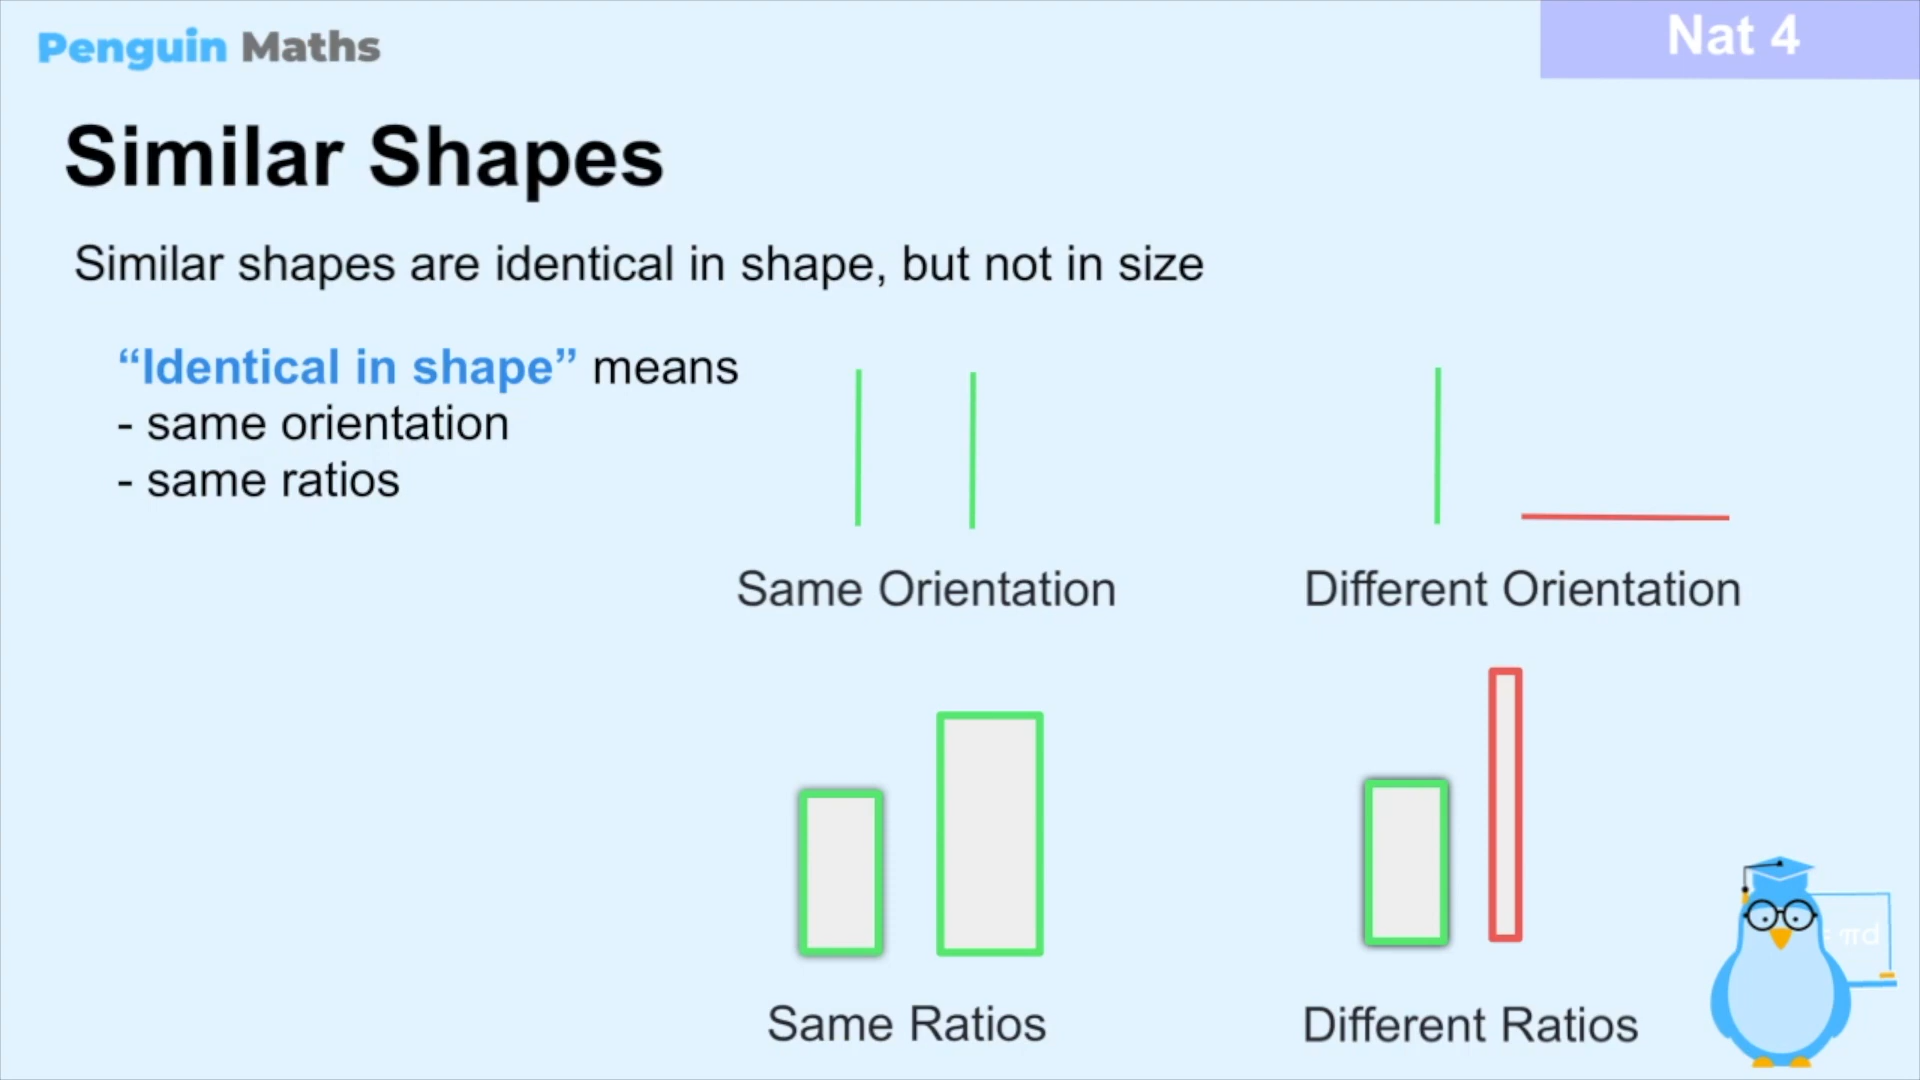 Penguin Maths
Nat 4
Similar Shapes
Similar shapes are identical in shape, but not in size
“Identical in shape” means
- same orientation
- same ratios
Same Orientation
Different Orientation
Same Ratios
Different Ratios
πd